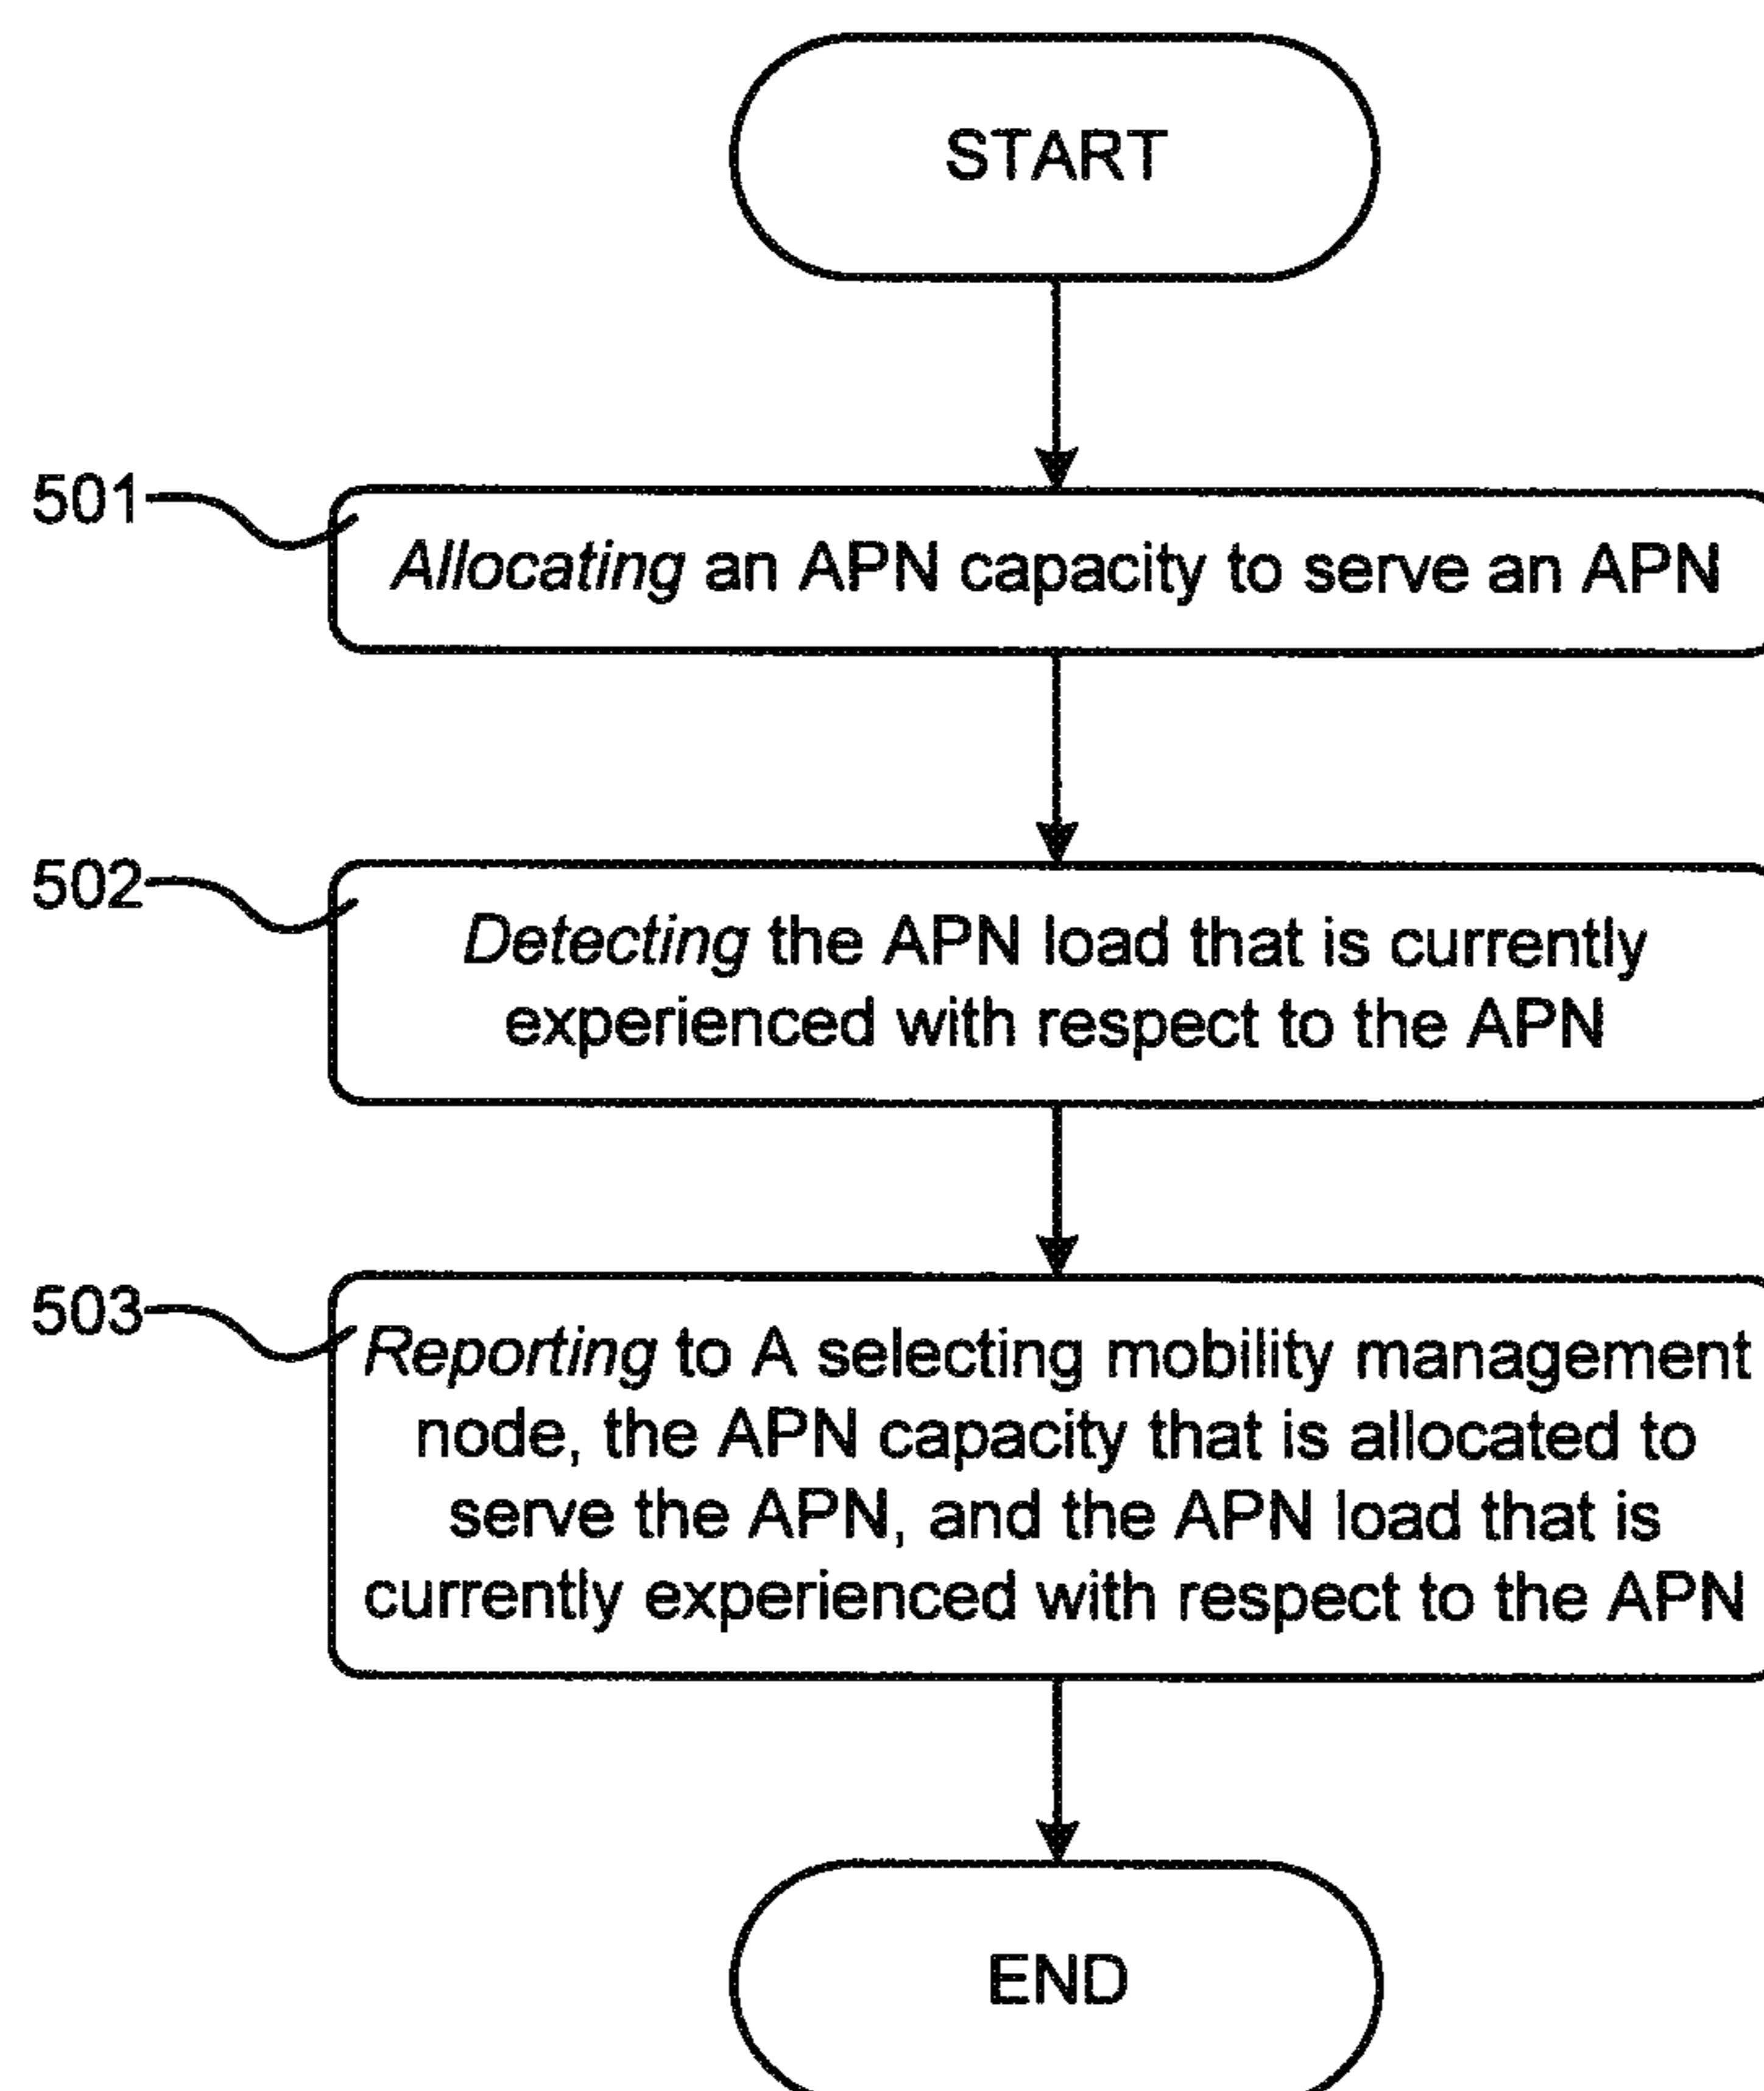 START
501
Allocating an APN capacity to serve an APN
502
Detecting the APN load that is currently
experienced with respect to the APN
503
Reporting to A selecting mobility management
node, the APN capacity that is allocated to
serve the APN, and the APN load that is
currently experienced with respect to the APN
END